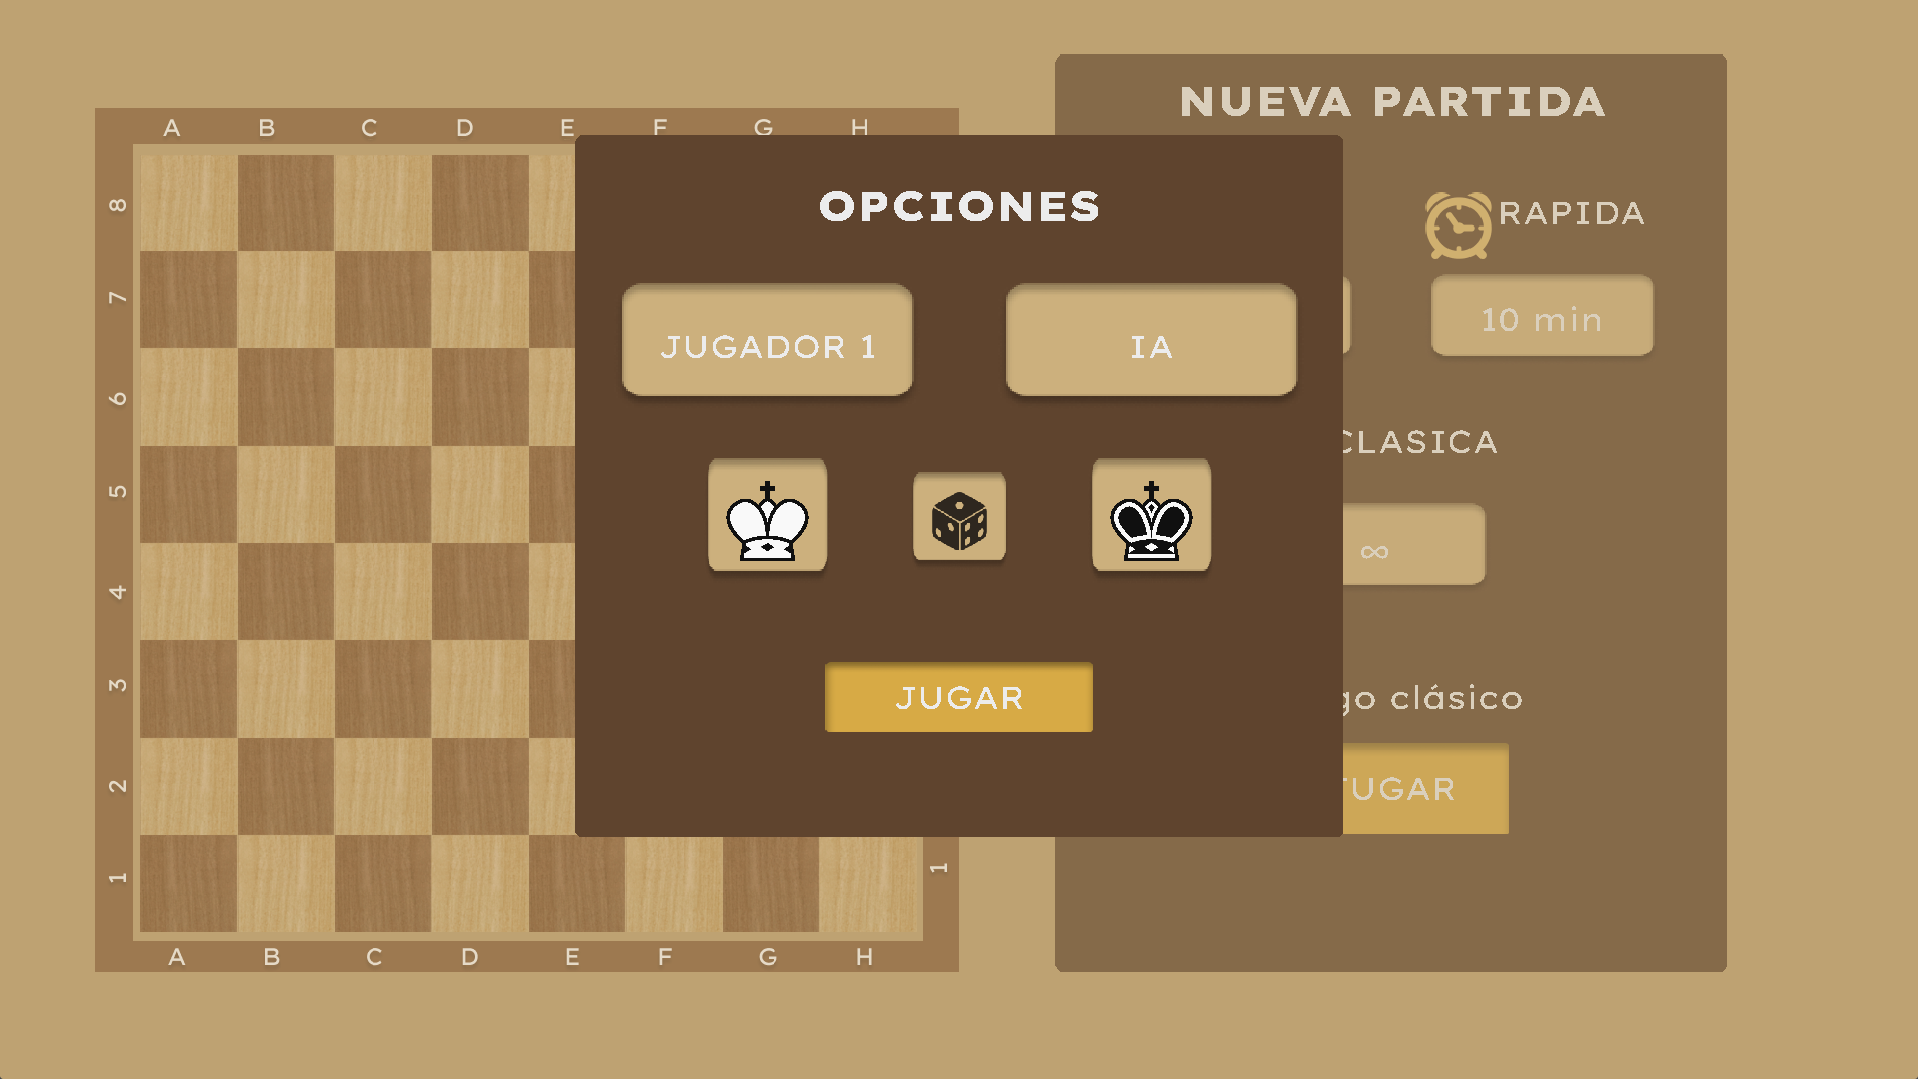 NUEVA PARTIDA
A B C D E F G H
OPCIONES
RAPIDA
8
7
6
5
4
3
2
1
JUGADOR 1
IA
10 min
CLASICA
∞
JUGAR
go clásico
UGAR
1
A B C D E F G H